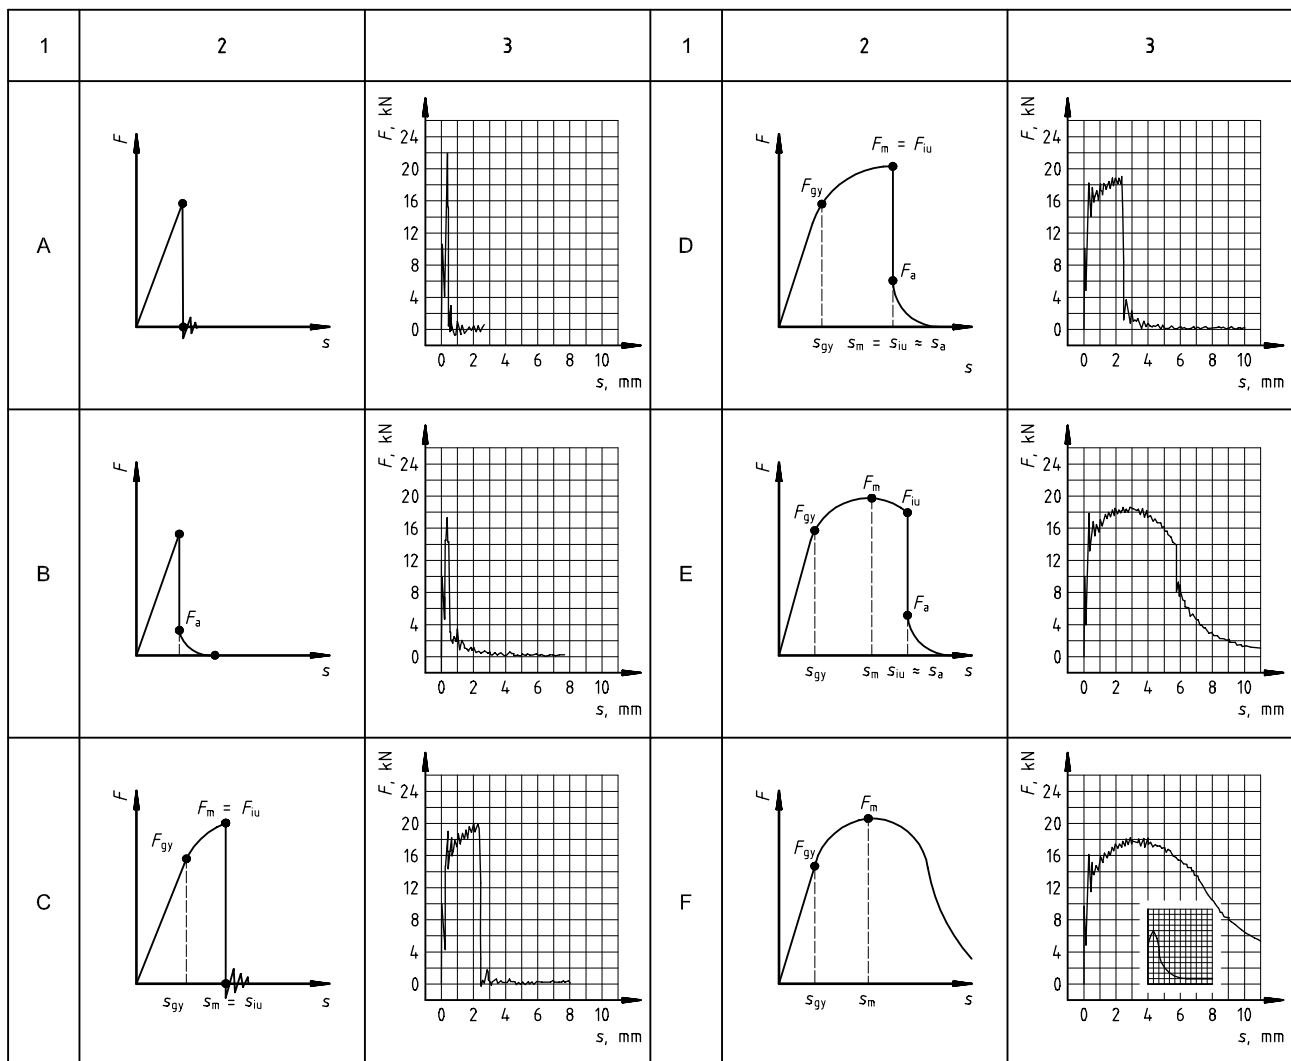 1 2 3 1 2 3
A
F
s
F, kN
24
20
16
12
8
4
0
0 2 4 6 8 10
s, mm
D
F
Fm = Fiu
Fgy
Fa
sgy sm = siu ≈ sa
s
F, kN
24
20
16
12
8
4
0
0 2 4 6 8 10
s, mm
B
F
Fa
s
F, kN
24
20
16
12
8
4
0
0 2 4 6 8 10
s, mm
E
F
Fm
Fiu
Fgy
Fa
sgy sm siu ≈ sa s
F, kN
24
20
16
12
8
4
0
0 2 4 6 8 10
s, mm
C
F
Fm = Fiu
Fgy
sgy sm = siu s
F, kN
24
20
16
12
8
4
0
0 2 4 6 8 10
s, mm
F
F
Fm
Fgy
sgy sm s
F, kN
24
20
16
12
8
4
0
0 2 4 6 8 10
s, mm